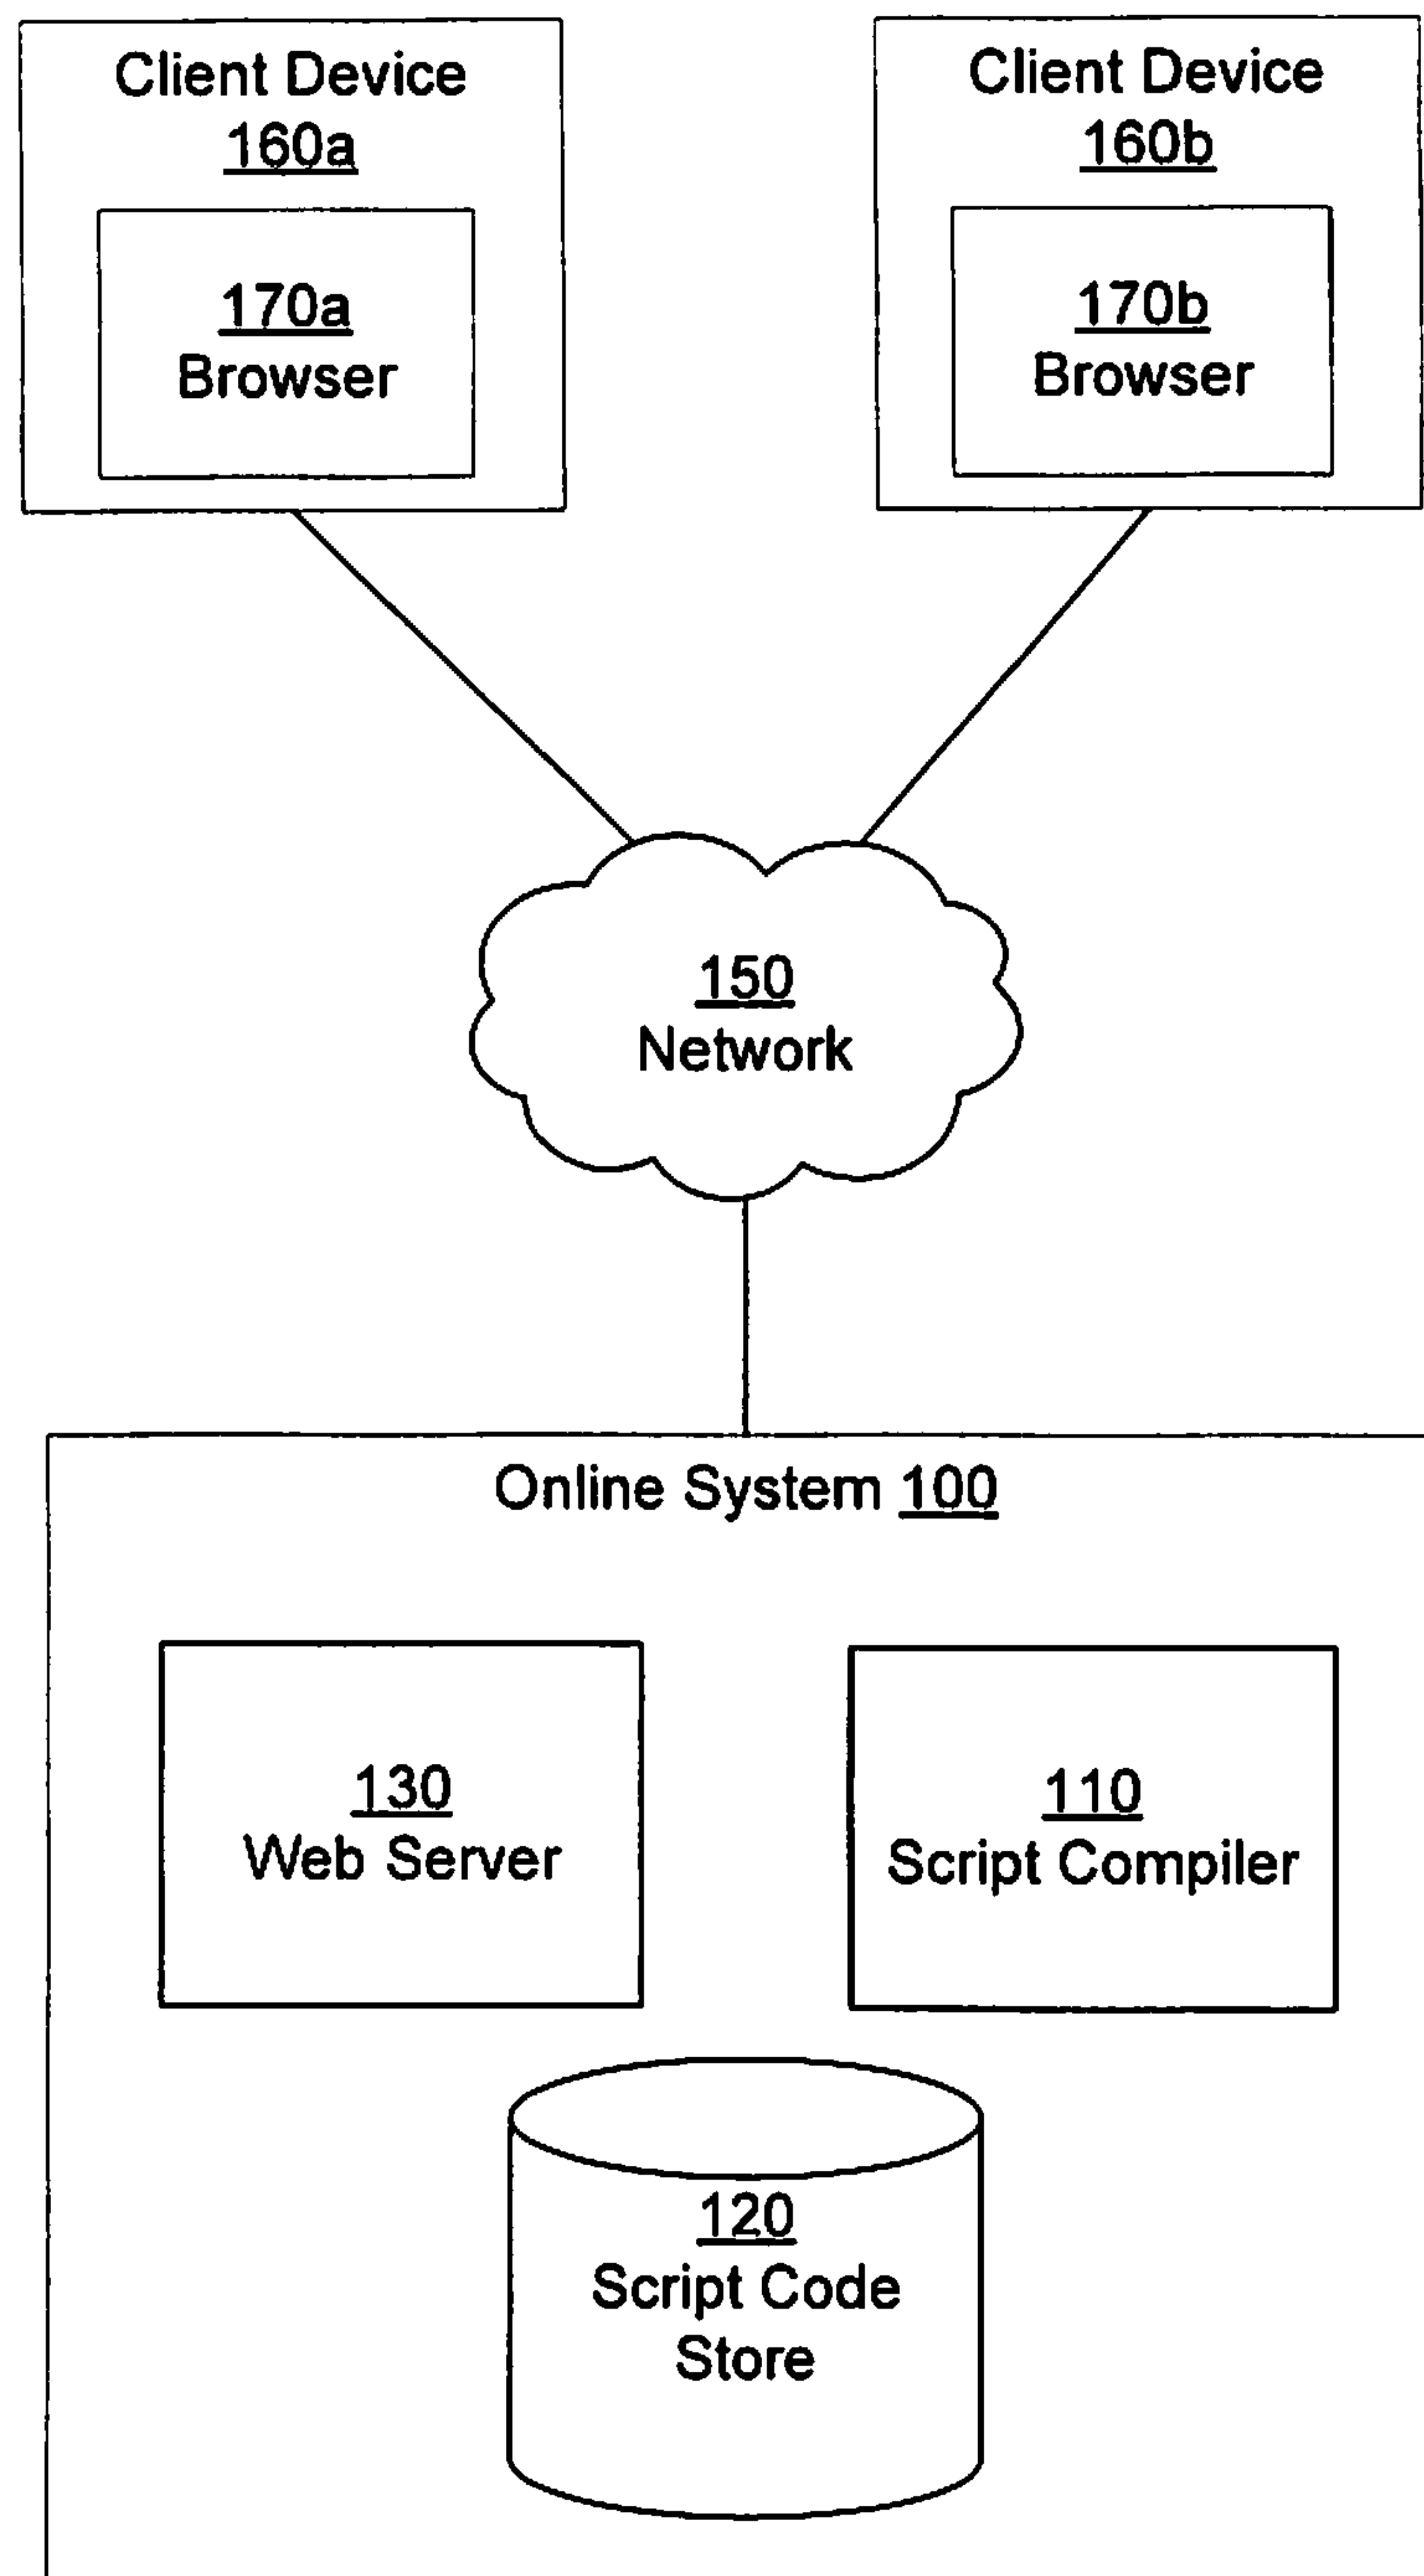 Client Device
160a
170a
Browser
Client Device
160b
170b
Browser
150
Network
Online System 100
130
Web Server
110
Script Compiler
120
Script Code
Store